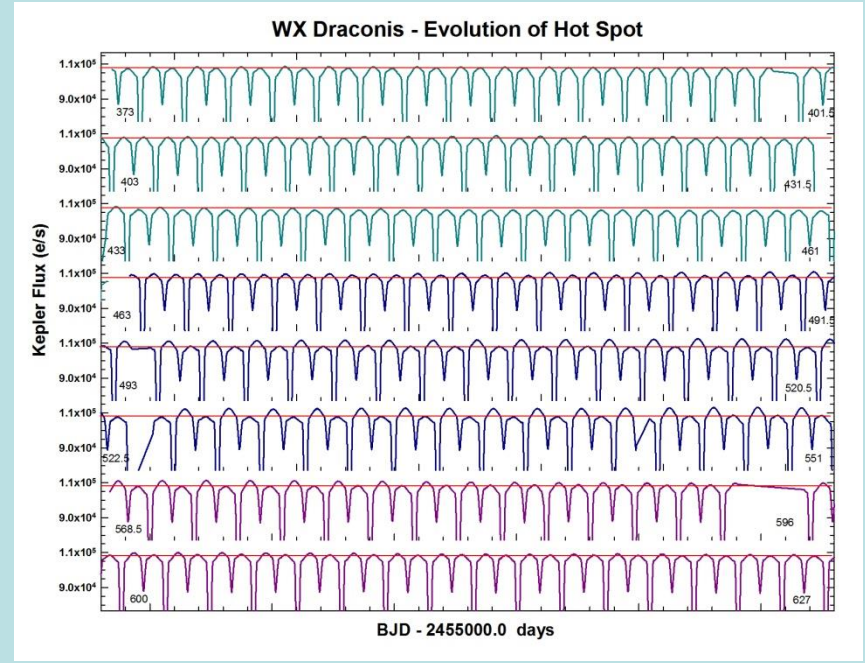 WX Draconis - Evolution of Hot Spot
Kepler Flux (e/s)
1.1x10⁵
9.0x10⁴
373
401.5
1.1x10⁵
9.0x10⁴
403
431.5
1.1x10⁵
9.0x10⁴
433
461
1.1x10⁵
9.0x10⁴
463
491.5
1.1x10⁵
9.0x10⁴
493
520.5
1.1x10⁵
9.0x10⁴
522.5
551
1.1x10⁵
9.0x10⁴
568.5
596
1.1x10⁵
9.0x10⁴
600
627
BJD - 2455000.0 days